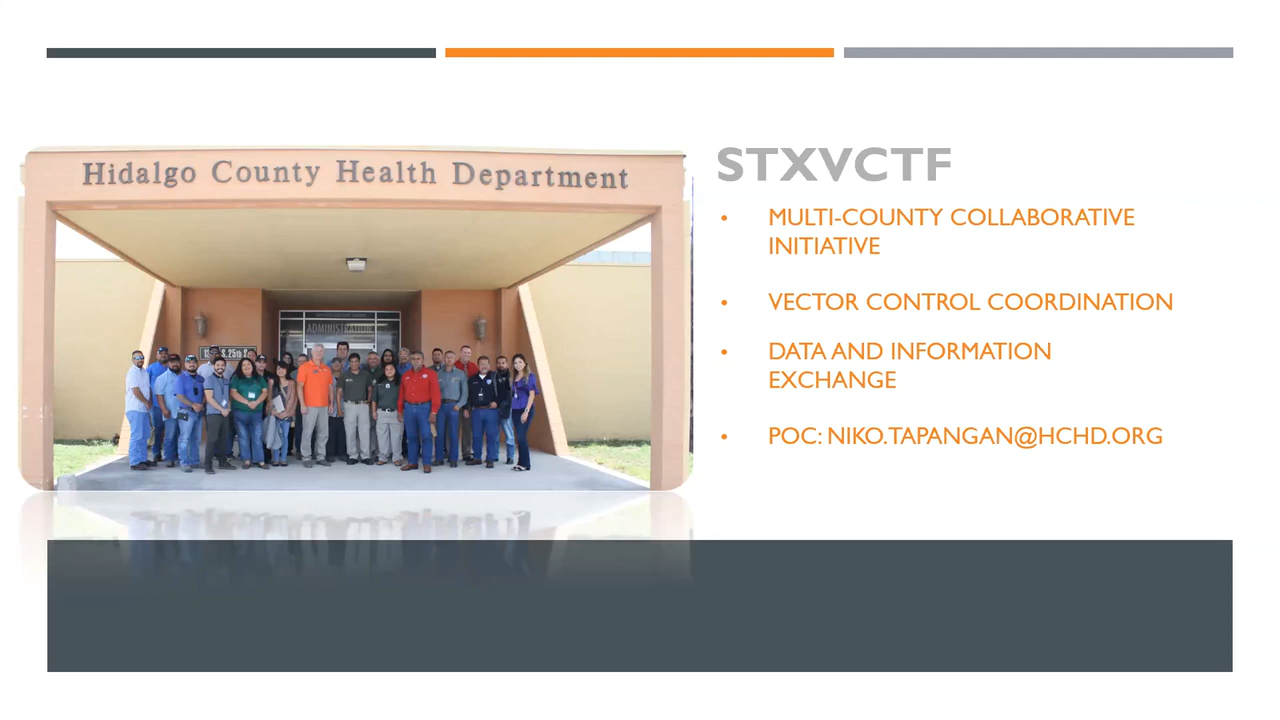 Hidalgo County Health Department
ADMINISTRATION
STXVCTF
• MULTI-COUNTY COLLABORATIVE
INITIATIVE
• VECTOR CONTROL COORDINATION
• DATA AND INFORMATION
EXCHANGE
• POC: NIKO.TAPANGAN@HCHD.ORG